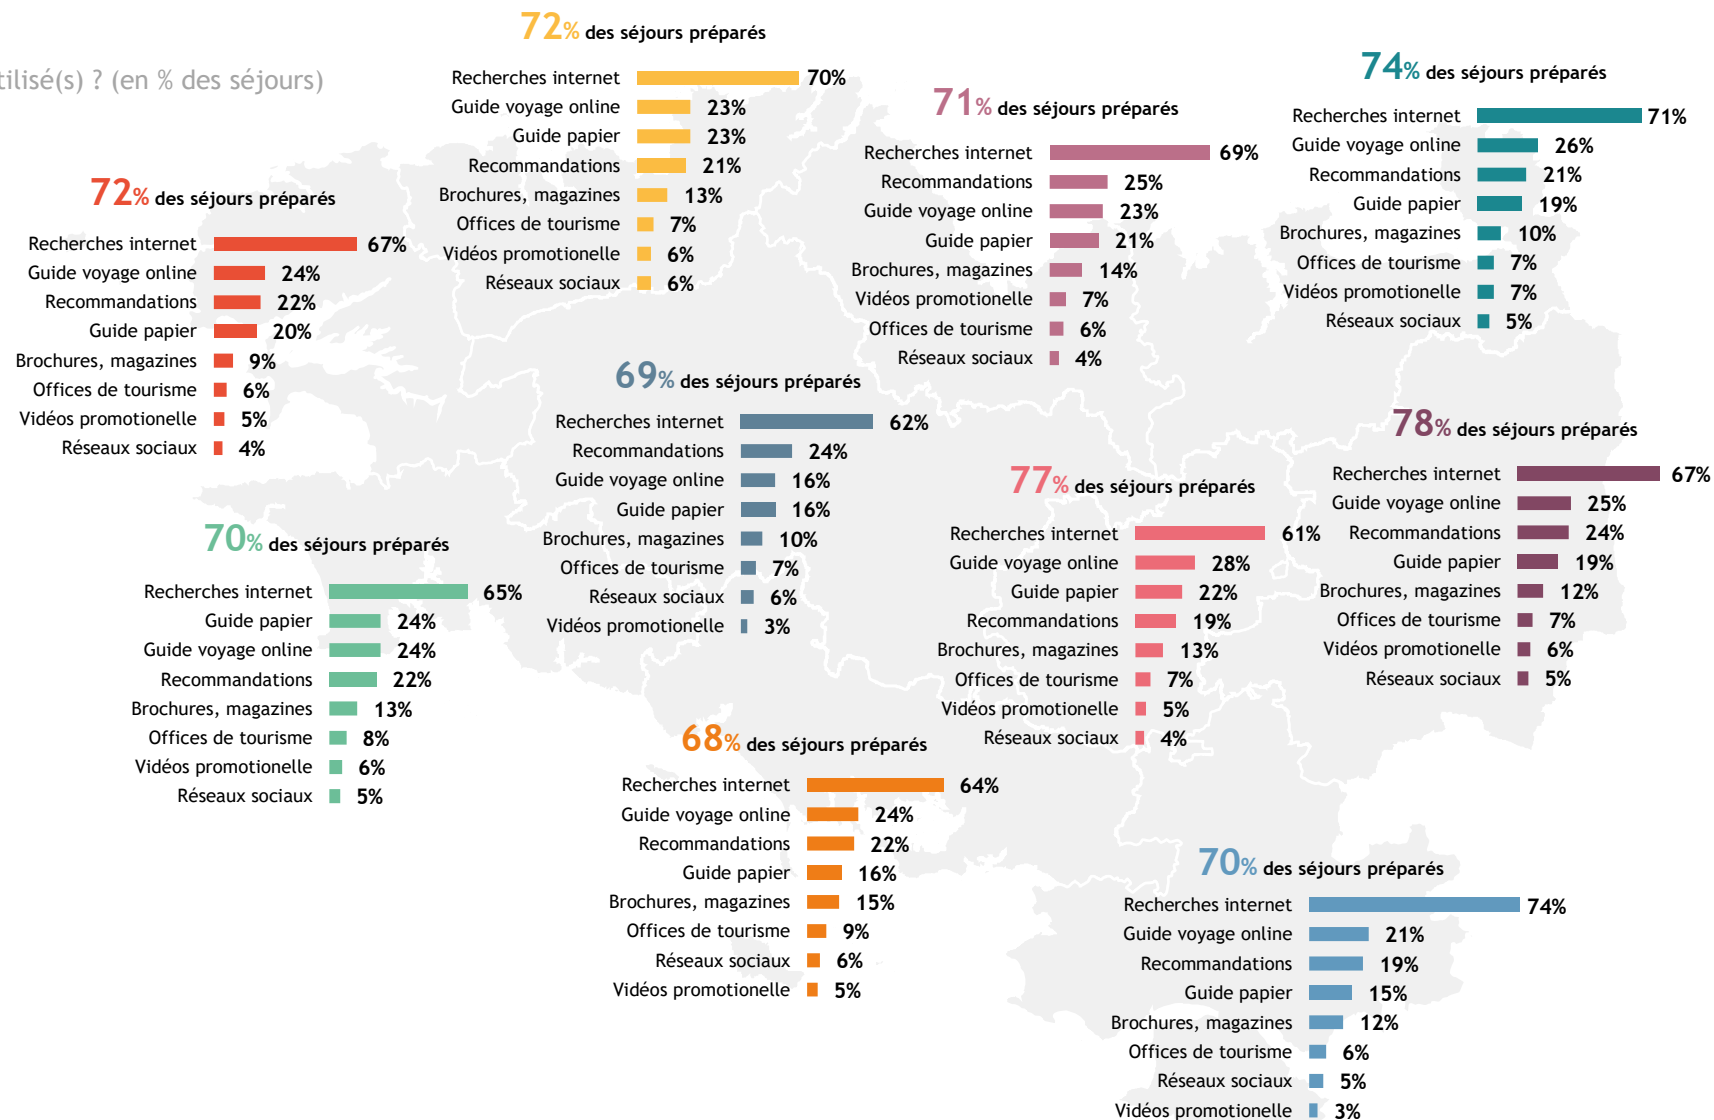 tilisé(s) ? (en % des séjours)
72% des séjours préparés
Recherches internet 70%
Guide voyage online 23%
Guide papier 23%
Recommandations 21%
Brochures, magazines 13%
Offices de tourisme 7%
Vidéos promotionelle 6%
Réseaux sociaux 6%
74% des séjours préparés
Recherches internet 71%
Guide voyage online 26%
Recommandations 21%
Guide papier 19%
Brochures, magazines 10%
Offices de tourisme 7%
Vidéos promotionelle 7%
Réseaux sociaux 5%
71% des séjours préparés
Recherches internet 69%
Recommandations 25%
Guide voyage online 23%
Guide papier 21%
Brochures, magazines 14%
Vidéos promotionelle 7%
Offices de tourisme 6%
Réseaux sociaux 4%
72% des séjours préparés
Recherches internet 67%
Guide voyage online 24%
Recommandations 22%
Guide papier 20%
Brochures, magazines 9%
Offices de tourisme 6%
Vidéos promotionelle 5%
Réseaux sociaux 4%
69% des séjours préparés
Recherches internet 62%
Recommandations 24%
Guide voyage online 16%
Guide papier 16%
Brochures, magazines 10%
Offices de tourisme 7%
Réseaux sociaux 6%
Vidéos promotionelle 3%
78% des séjours préparés
Recherches internet 67%
Guide voyage online 25%
Recommandations 24%
Guide papier 19%
Brochures, magazines 12%
Offices de tourisme 7%
Vidéos promotionelle 6%
Réseaux sociaux 5%
77% des séjours préparés
Recherches internet 61%
Guide voyage online 28%
Guide papier 22%
Recommandations 19%
Brochures, magazines 13%
Offices de tourisme 7%
Vidéos promotionelle 5%
Réseaux sociaux 4%
70% des séjours préparés
Recherches internet 65%
Guide papier 24%
Guide voyage online 24%
Recommandations 22%
Brochures, magazines 13%
Offices de tourisme 8%
Vidéos promotionelle 6%
Réseaux sociaux 5%
68% des séjours préparés
Recherches internet 64%
Guide voyage online 24%
Recommandations 22%
Guide papier 16%
Brochures, magazines 15%
Offices de tourisme 9%
Réseaux sociaux 6%
Vidéos promotionelle 5%
70% des séjours préparés
Recherches internet 74%
Guide voyage online 21%
Recommandations 19%
Guide papier 15%
Brochures, magazines 12%
Offices de tourisme 6%
Réseaux sociaux 5%
Vidéos promotionelle 3%